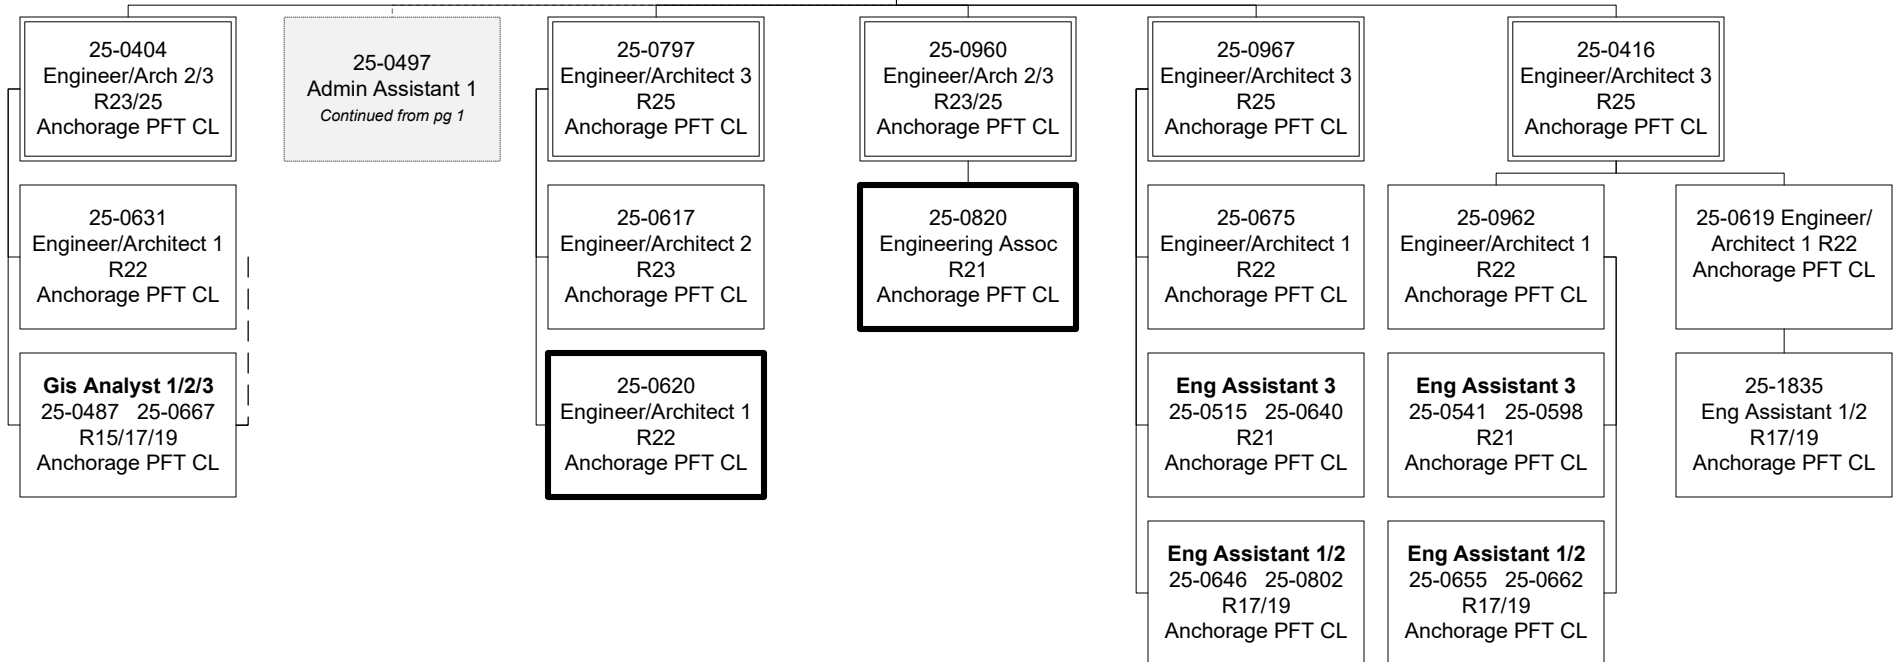 25-0404
Engineer/Arch 2/3
R23/25
Anchorage PFT CL
25-0497
Admin Assistant 1
Continued from pg 1
25-0797
Engineer/Architect 3
R25
Anchorage PFT CL
25-0960
Engineer/Arch 2/3
R23/25
Anchorage PFT CL
25-0967
Engineer/Architect 3
R25
Anchorage PFT CL
25-0416
Engineer/Architect 3
R25
Anchorage PFT CL
25-0631
Engineer/Architect 1
R22
Anchorage PFT CL
25-0617
Engineer/Architect 2
R23
Anchorage PFT CL
25-0820
Engineering Assoc
R21
Anchorage PFT CL
25-0675
Engineer/Architect 1
R22
Anchorage PFT CL
25-0962
Engineer/Architect 1
R22
Anchorage PFT CL
25-0619 Engineer/
Architect 1 R22
Anchorage PFT CL
Gis Analyst 1/2/3
25-0487 25-0667
R15/17/19
Anchorage PFT CL
25-0620
Engineer/Architect 1
R22
Anchorage PFT CL
Eng Assistant 3
25-0515 25-0640
R21
Anchorage PFT CL
Eng Assistant 3
25-0541 25-0598
R21
Anchorage PFT CL
25-1835
Eng Assistant 1/2
R17/19
Anchorage PFT CL
Eng Assistant 1/2
25-0646 25-0802
R17/19
Anchorage PFT CL
Eng Assistant 1/2
25-0655 25-0662
R17/19
Anchorage PFT CL